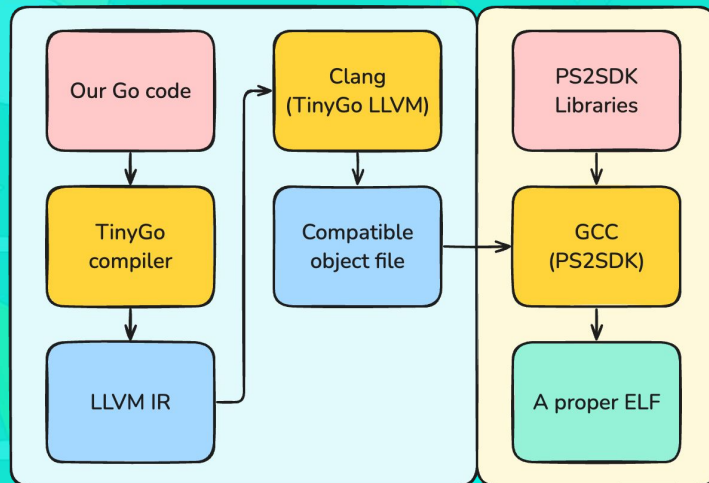 Our Go code
TinyGo
compiler
LLVM IR
Clang
(TinyGo LLVM)
Compatible
object file
PS2SDK
Libraries
GCC
(PS2SDK)
A proper ELF